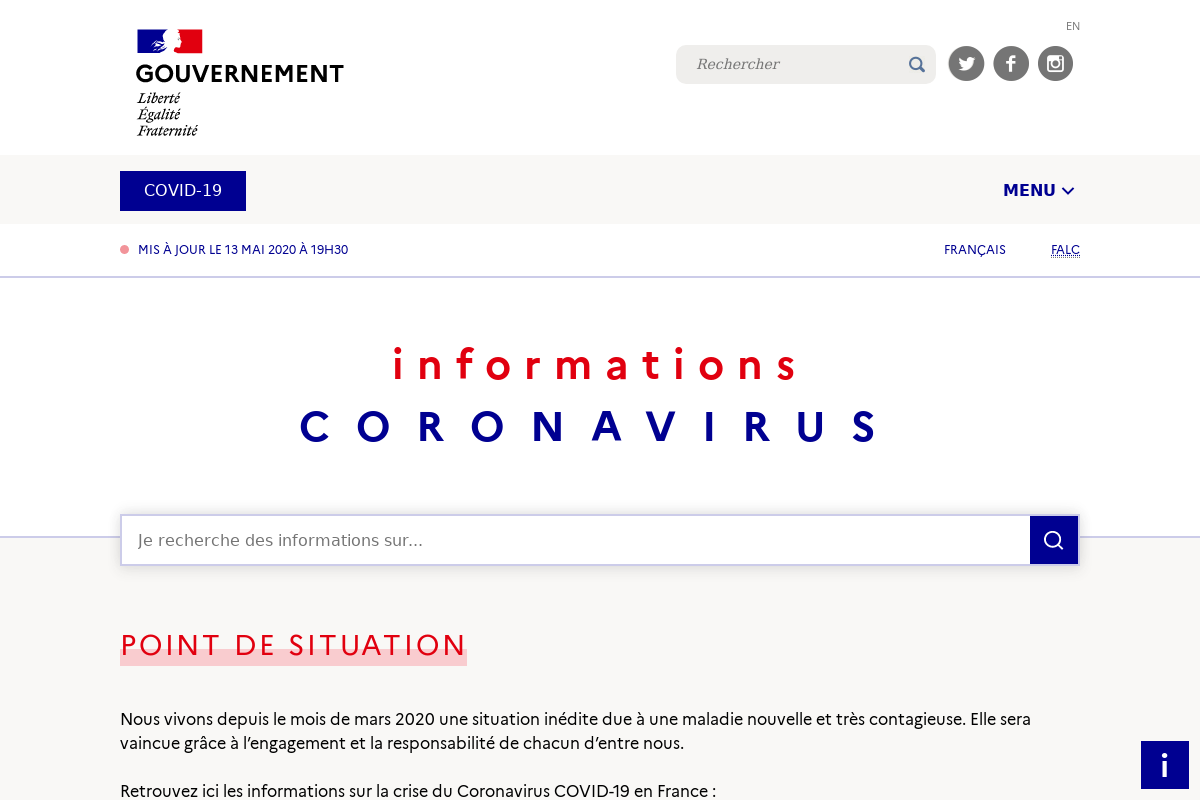 EN
GOUVERNEMENT
Liberté
Égalité
Fraternité
Rechercher
COVID-19
MENU
MIS À JOUR LE 13 MAI 2020 À 19H30
FRANÇAIS
FALC
informations
CORONAVIRUS
Je recherche des informations sur...
POINT DE SITUATION
Nous vivons depuis le mois de mars 2020 une situation inédite due à une maladie nouvelle et très contagieuse. Elle sera
vaincue grâce à l’engagement et la responsabilité de chacun d’entre nous.
Retrouvez ici les informations sur la crise du Coronavirus COVID-19 en France :
i